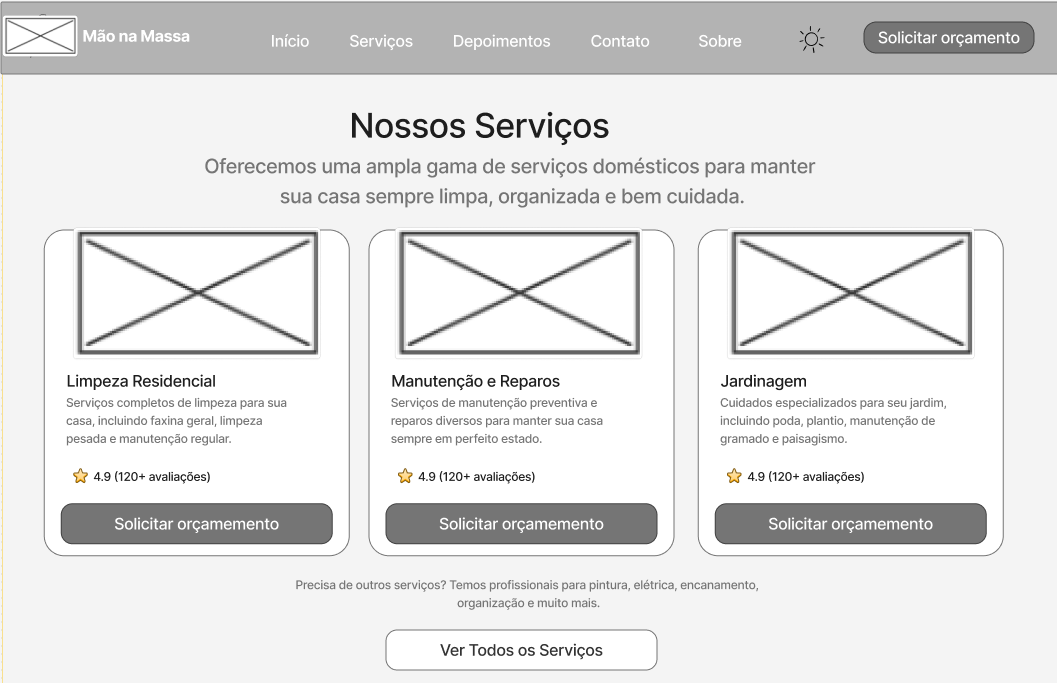 Mão na Massa
Início
Serviços
Depoimentos
Contato
Sobre
Solicitar orçamento
Nossos Serviços
Oferecemos uma ampla gama de serviços domésticos para manter
sua casa sempre limpa, organizada e bem cuidada.
Limpeza Residencial
Serviços completos de limpeza para sua
casa, incluindo faxina geral, limpeza
pesada e manutenção regular.
4.9 (120+ avaliações)
Solicitar orçamemento
Manutenção e Reparos
Serviços de manutenção preventiva e
reparos diversos para manter sua casa
sempre em perfeito estado.
4.9 (120+ avaliações)
Solicitar orçamemento
Jardinagem
Cuidados especializados para seu jardim,
incluindo poda, plantio, manutenção de
gramado e paisagismo.
4.9 (120+ avaliações)
Solicitar orçamemento
Precisa de outros serviços? Temos profissionais para pintura, elétrica, encanamento,
organização e muito mais.
Ver Todos os Serviços